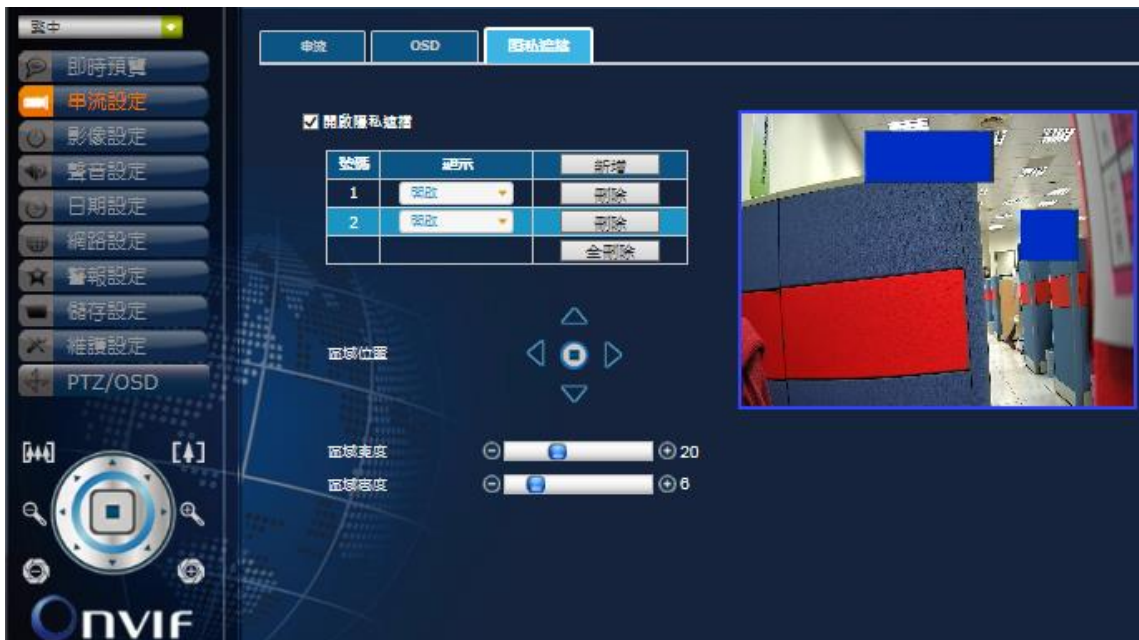 繁中
即時預覽
串流設定
影像設定
聲音設定
日期設定
網路設定
警報設定
儲存設定
維護設定
PTZ/OSD
ONVIF
串流
OSD
隱私遮擋
開啟隱私遮擋
號碼 顯示 新增
1 開啟 刪除
2 開啟 刪除
全刪除
區域位置
區域寬度 20
區域高度 6